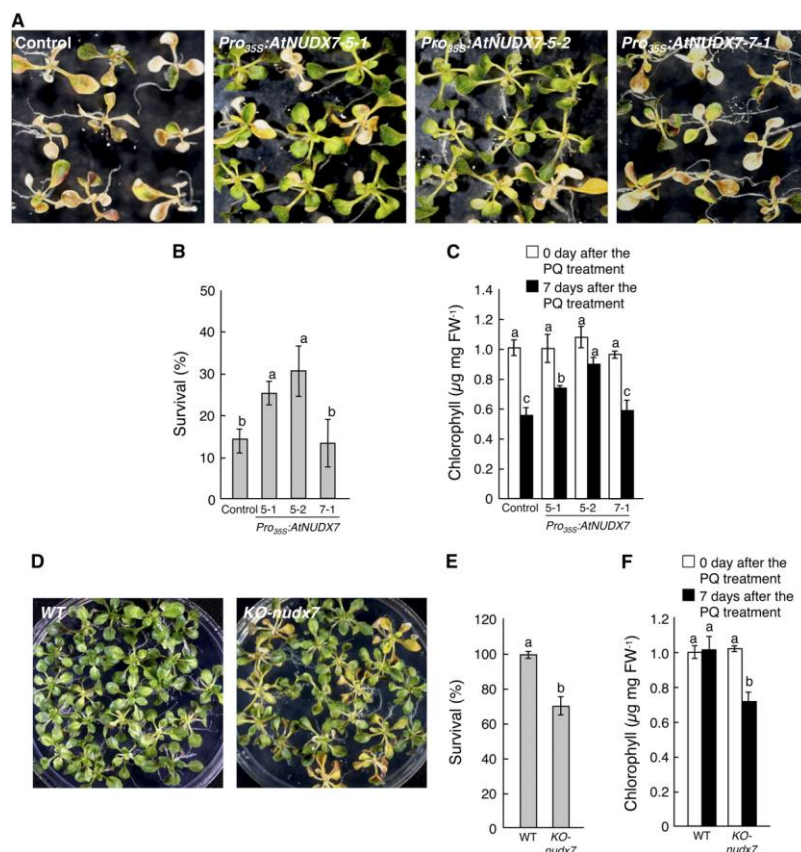 A
Control
Pro35S:AtNUDX7-5-1
Pro35S:AtNUDX7-5-2
Pro35S:AtNUDX7-7-1
B
Survival (%)
50
40
30
20
10
0
b
a
a
b
Control
5-1
5-2
7-1
Pro35S:AtNUDX7
C
0 day after the
PQ treatment
7 days after the
PQ treatment
Chlorophyll (µg mg FW-1)
1.4
1.2
1.0
0.8
0.6
0.4
0.2
0
a
c
a
b
a
a
a
c
Control
5-1
5-2
7-1
Pro35S:AtNUDX7
D
WT
KO-nudx7
E
Survival (%)
120
100
80
60
a
b
WT
KO-
nudx7
F
0 day after the
PQ treatment
7 days after the
PQ treatment
Chlorophyll (µg mg FW-1)
1.2
1.0
0.8
0.6
0.4
0.2
0
a
a
a
b
WT
KO-
nudx7